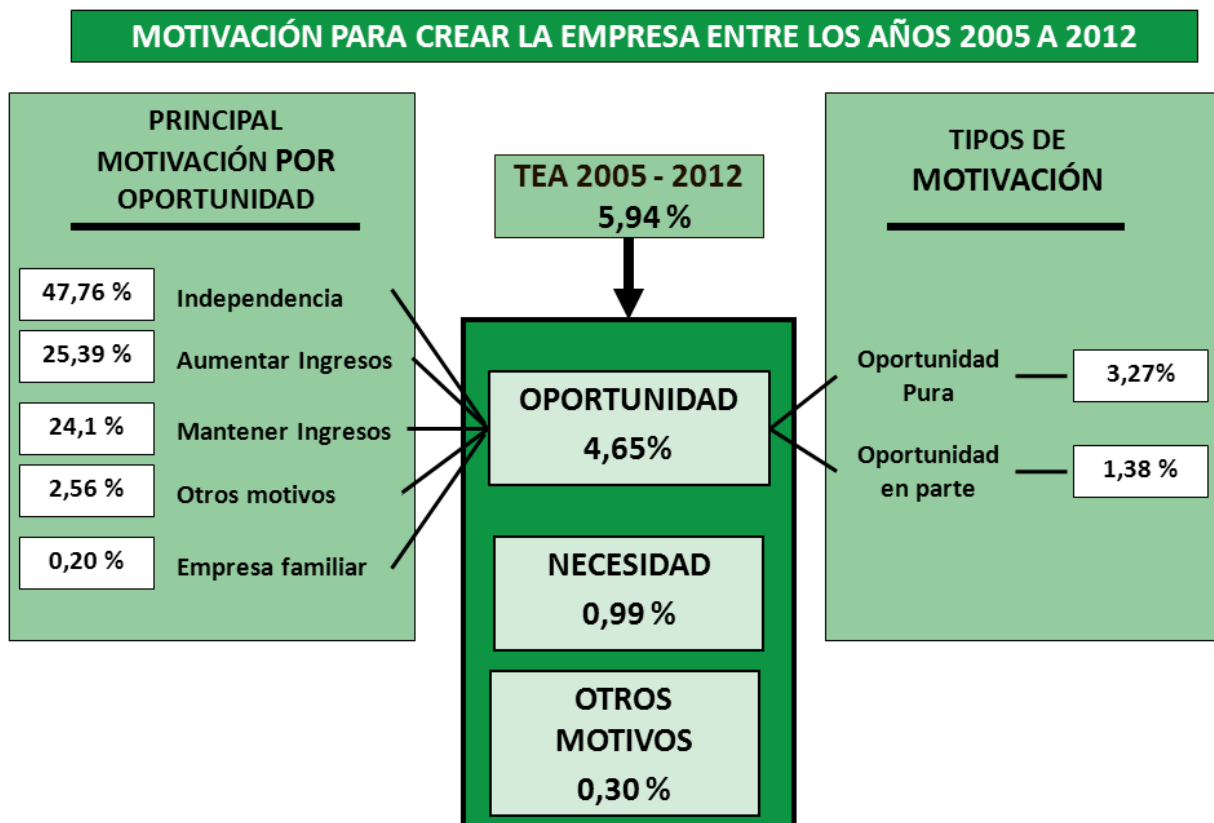 MOTIVACIÓN PARA CREAR LA EMPRESA ENTRE LOS AÑOS 2005 A 2012
PRINCIPAL
MOTIVACIÓN POR
OPORTUNIDAD
47,76 % Independencia
25,39 % Aumentar Ingresos
24,1 % Mantener Ingresos
2,56 % Otros motivos
0,20 % Empresa familiar
TEA 2005 - 2012
5,94 %
OPORTUNIDAD
4,65%
NECESIDAD
0,99 %
OTROS
MOTIVOS
0,30 %
TIPOS DE
MOTIVACIÓN
Oportunidad
Pura
3,27%
Oportunidad
en parte
1,38 %